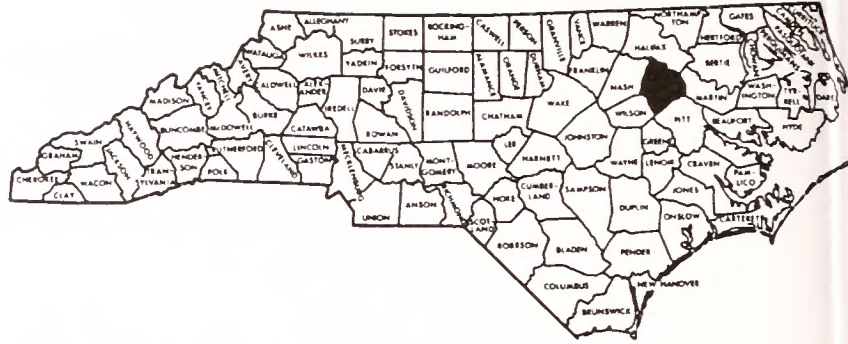 ASHE
ALLEGHANY
SURRY
STOKES
ROCKING-
HAM
CASWELL
PERSON
GRANVILLE
VANCE
WARREN
NORTHAMP
TON
GATES
HERTFORD
HALIFAX
BERTIE
WATAUGA
WILKES
YADKIN
FORSYTH
GUILFORD
ALAMANCE
ORANGE
DURHAM
FRANKLIN
NASH
MARTIN
WASH-
INGTON
TYR-
RELL
DARE
AVERY
MITCHELL
YANCEY
CALDWELL
ALEX-
ANDER
IREDELL
DAVIE
DAVIDSON
RANDOLPH
CHATHAM
WAKE
WILSON
PITT
BEAUFORT
HYDE
MADISON
BUNCOMBE
McDOWELL
BURKE
CATAWBA
ROWAN
LEE
HARNETT
JOHNSTON
WAYNE
GREENE
LENOIR
CRAVEN
PAM-
LICO
SWAIN
HAYWOOD
GRAHAM
JACKSON
HENDER-
SON
RUTHERFORD
CLEVELAND
LINCOLN
GASTON
CABARRUS
STANLY
MONT-
GOMERY
MOORE
CHEROKEE
CLAY
MACON
TRAN-
SYLVANIA
POLK
MECKLENBURG
UNION
ANSON
RICHMOND
SCOT-
LAND
HOKE
CUMBER-
LAND
SAMPSON
DUPLIN
JONES
ONSLOW
CARTERET
ROBESON
BLADEN
PENDER
COLUMBUS
NEW HANOVER
BRUNSWICK